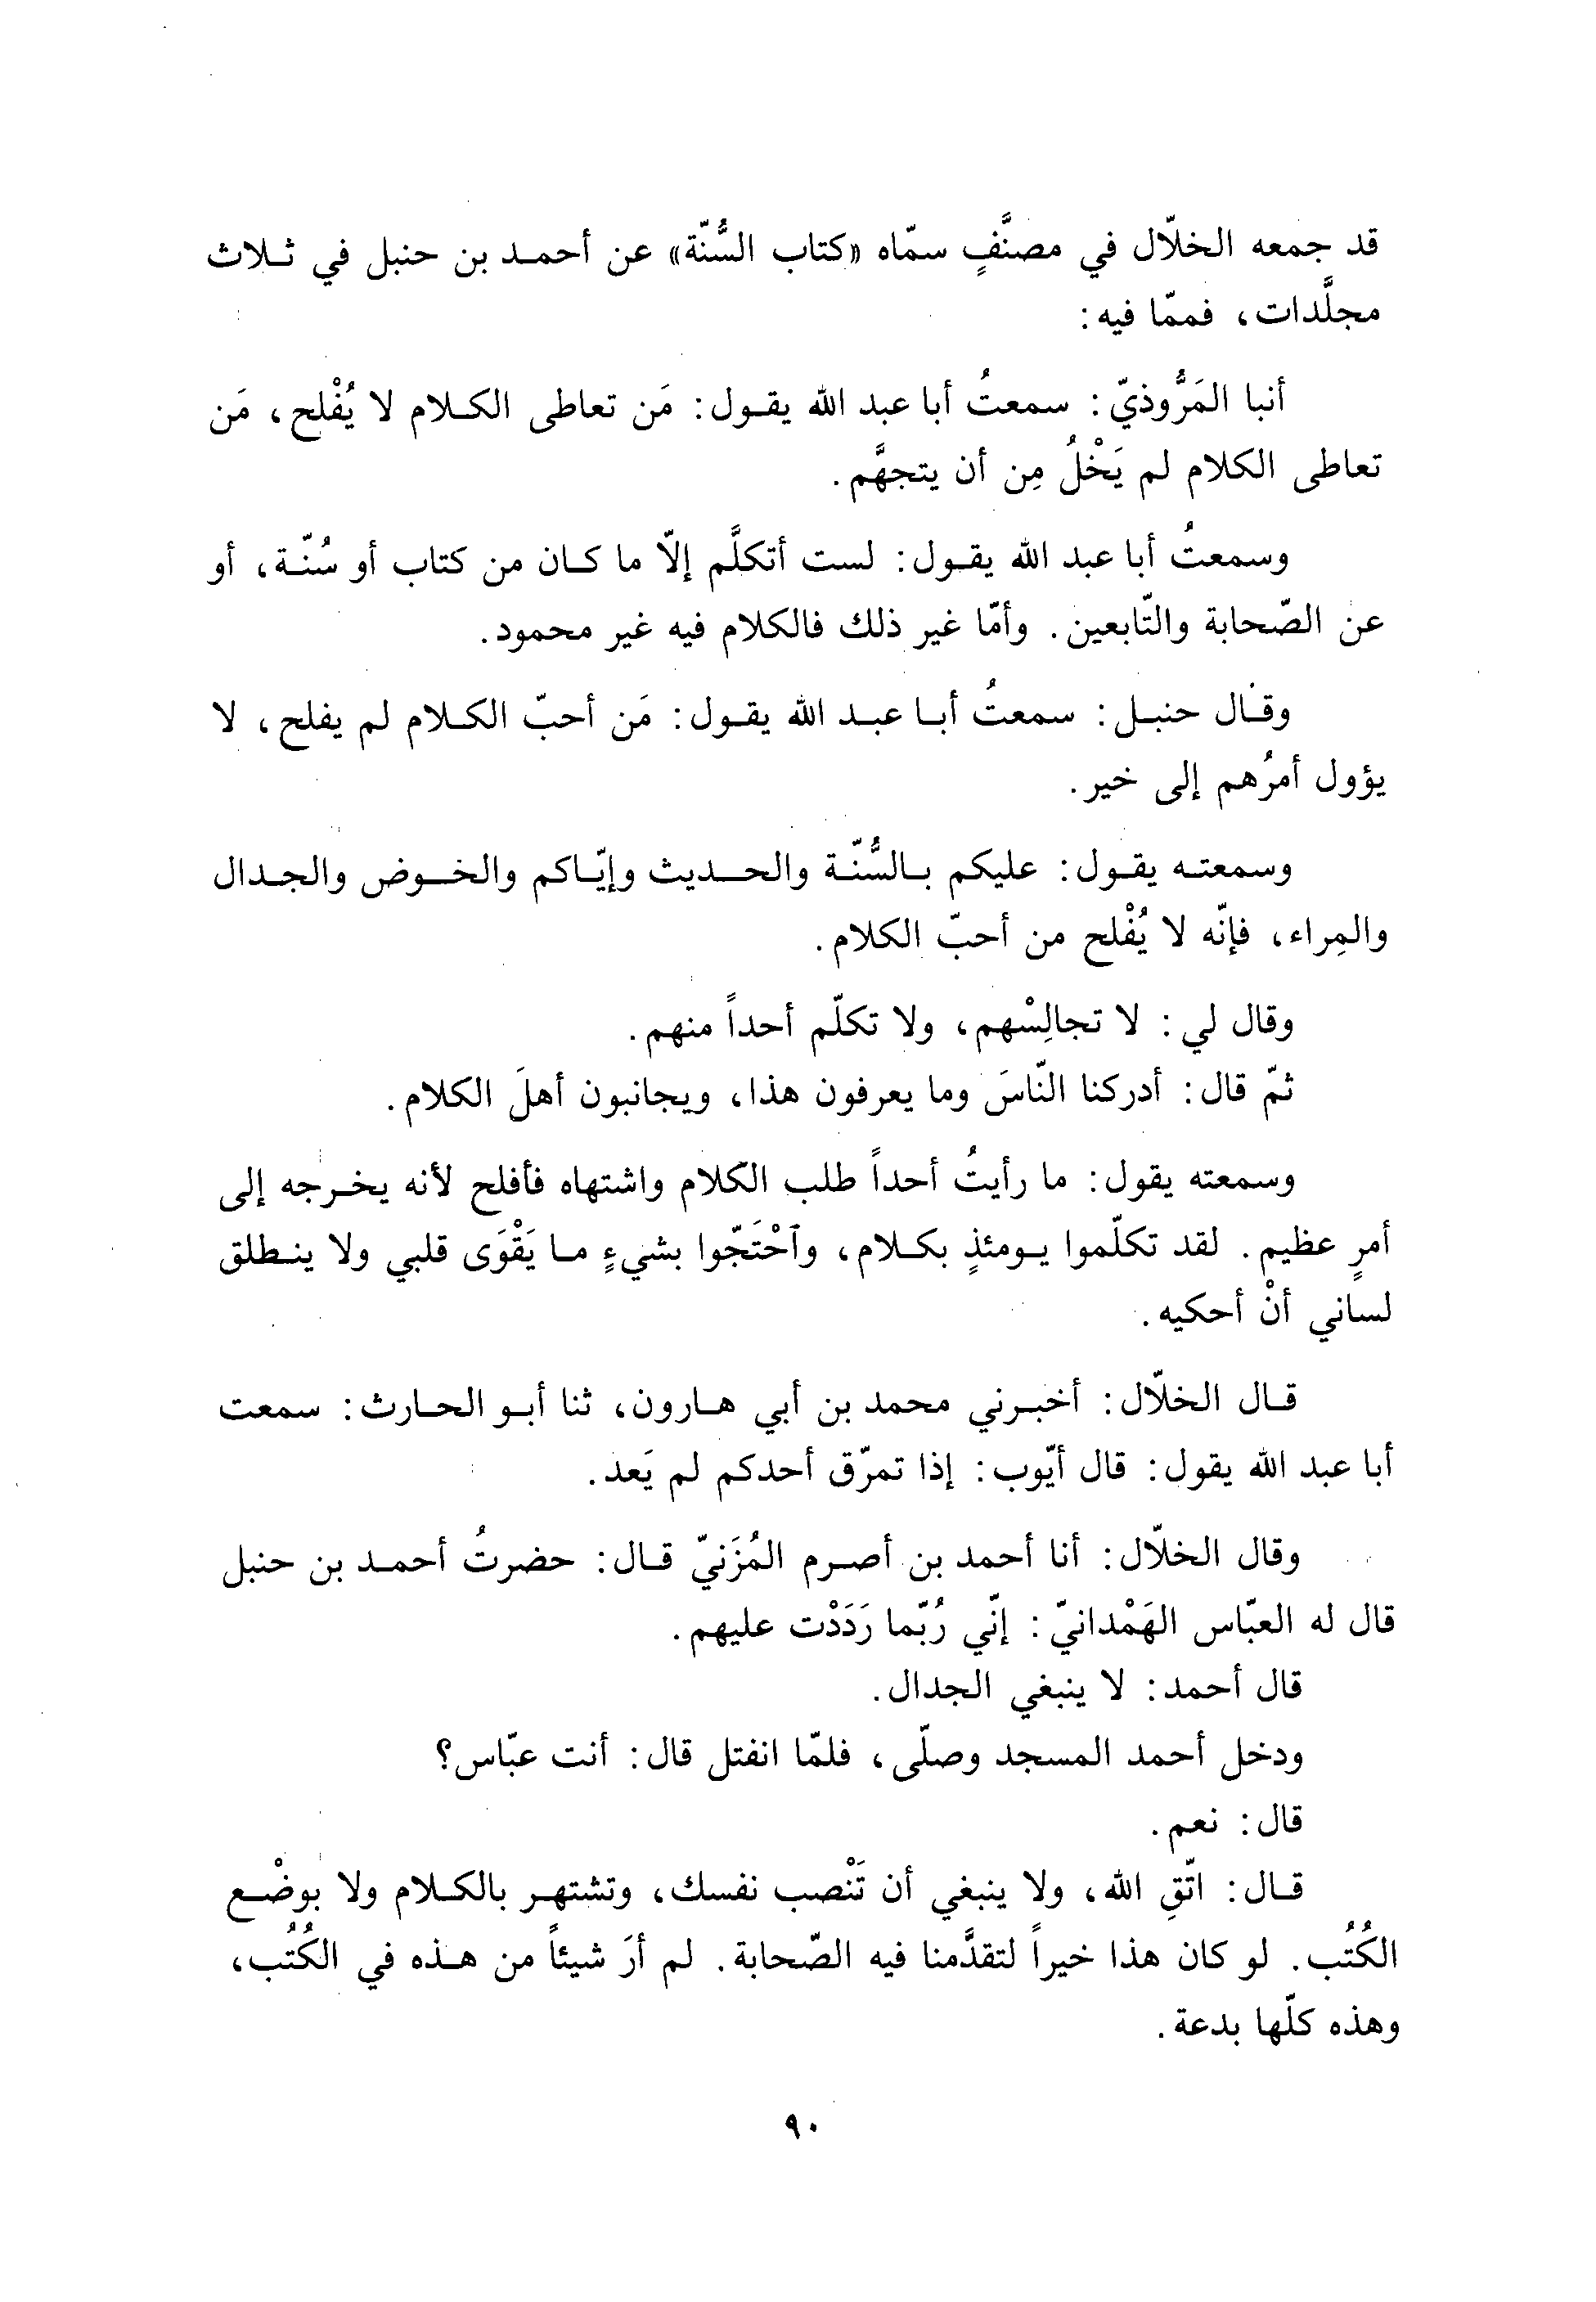 قد جمعه الخلاّل في مصنَّفٍ سمّاه «كتاب السُّنّة» عن أحمد بن حنبل في ثلاث
مجلَّدات، فممّا فيه:
أنبا المَرُّوذيّ: سمعتُ أبا عبد الله يقول: مَن تعاطى الكلام لا يُفْلح، مَن
تعاطى الكلام لم يَخْلُ مِن أن يتجهَّم.
وسمعتُ أبا عبد الله يقول: لست أتكلَّم إلاّ ما كان من كتاب أو سُنّة، أو
عن الصّحابة والتّابعين. وأمّا غير ذلك فالكلام فيه غير محمود.
وقال حنبل: سمعتُ أبا عبد الله يقول: مَن أحبّ الكلام لم يفلح، لا
يؤول أمرُهم إلى خير.
وسمعته يقول: عليكم بالسُّنّة والحديث وإيّاكم والخوض والجدال
والمِراء، فإنّه لا يُفْلح من أحبّ الكلام.
وقال لي: لا تجالِسْهم، ولا تكلّم أحداً منهم.
ثمّ قال: أدركنا النّاسَ وما يعرفون هذا، ويجانبون أهلَ الكلام.
وسمعته يقول: ما رأيتُ أحداً طلب الكلام واشتهاه فأفلح لأنه يخرجه إلى
أمرٍ عظيم. لقد تكلّموا يومئذٍ بكلام، وٱحْتَجّوا بشيءٍ ما يَقْوَى قلبي ولا ينطلق
لساني أنْ أحكيه.
قال الخلّال: أخبرني محمد بن أبي هارون، ثنا أبو الحارث: سمعت
أبا عبد الله يقول: قال أيّوب: إذا تمرّق أحدكم لم يَعد.
وقال الخلّال: أنا أحمد بن أصرم المُزَنيّ قال: حضرتُ أحمد بن حنبل
قال له العبّاس الهَمْدانيّ: إنّي رُبّما رَدَدْت عليهم.
قال أحمد: لا ينبغي الجدال.
ودخل أحمد المسجد وصلّى، فلمّا انفتل قال: أنت عبّاس؟
قال: نعم.
قال: اتّقِ الله، ولا ينبغي أن تَنْصب نفسك، وتشتهر بالكلام ولا بوضْع
الكُتُب. لو كان هذا خيراً لتقدَّمنا فيه الصّحابة. لم أرَ شيئاً من هذه في الكُتُب،
وهذه كلّها بدعة.
٩٠